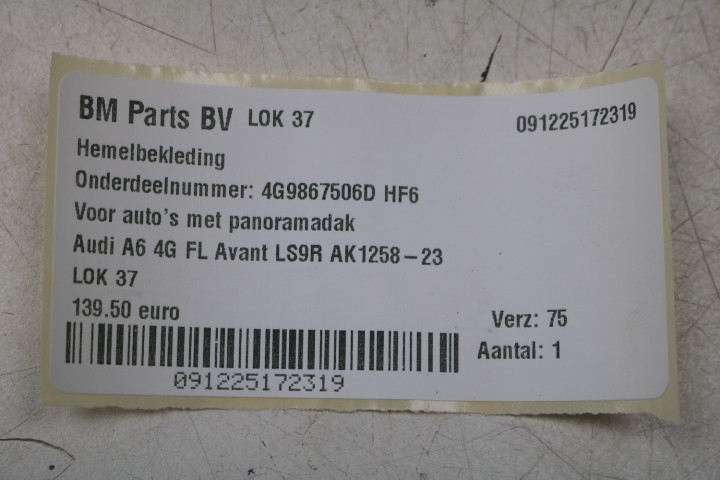 BM Parts BV LOK 37 091225172319
Hemelbekleding
Onderdeelnummer: 4G9867506D HF6
Voor auto's met panoramadak
Audi A6 4G FL Avant LS9R AK1258-23
LOK 37
139.50 euro
Verz: 75
Aantal: 1
091225172319